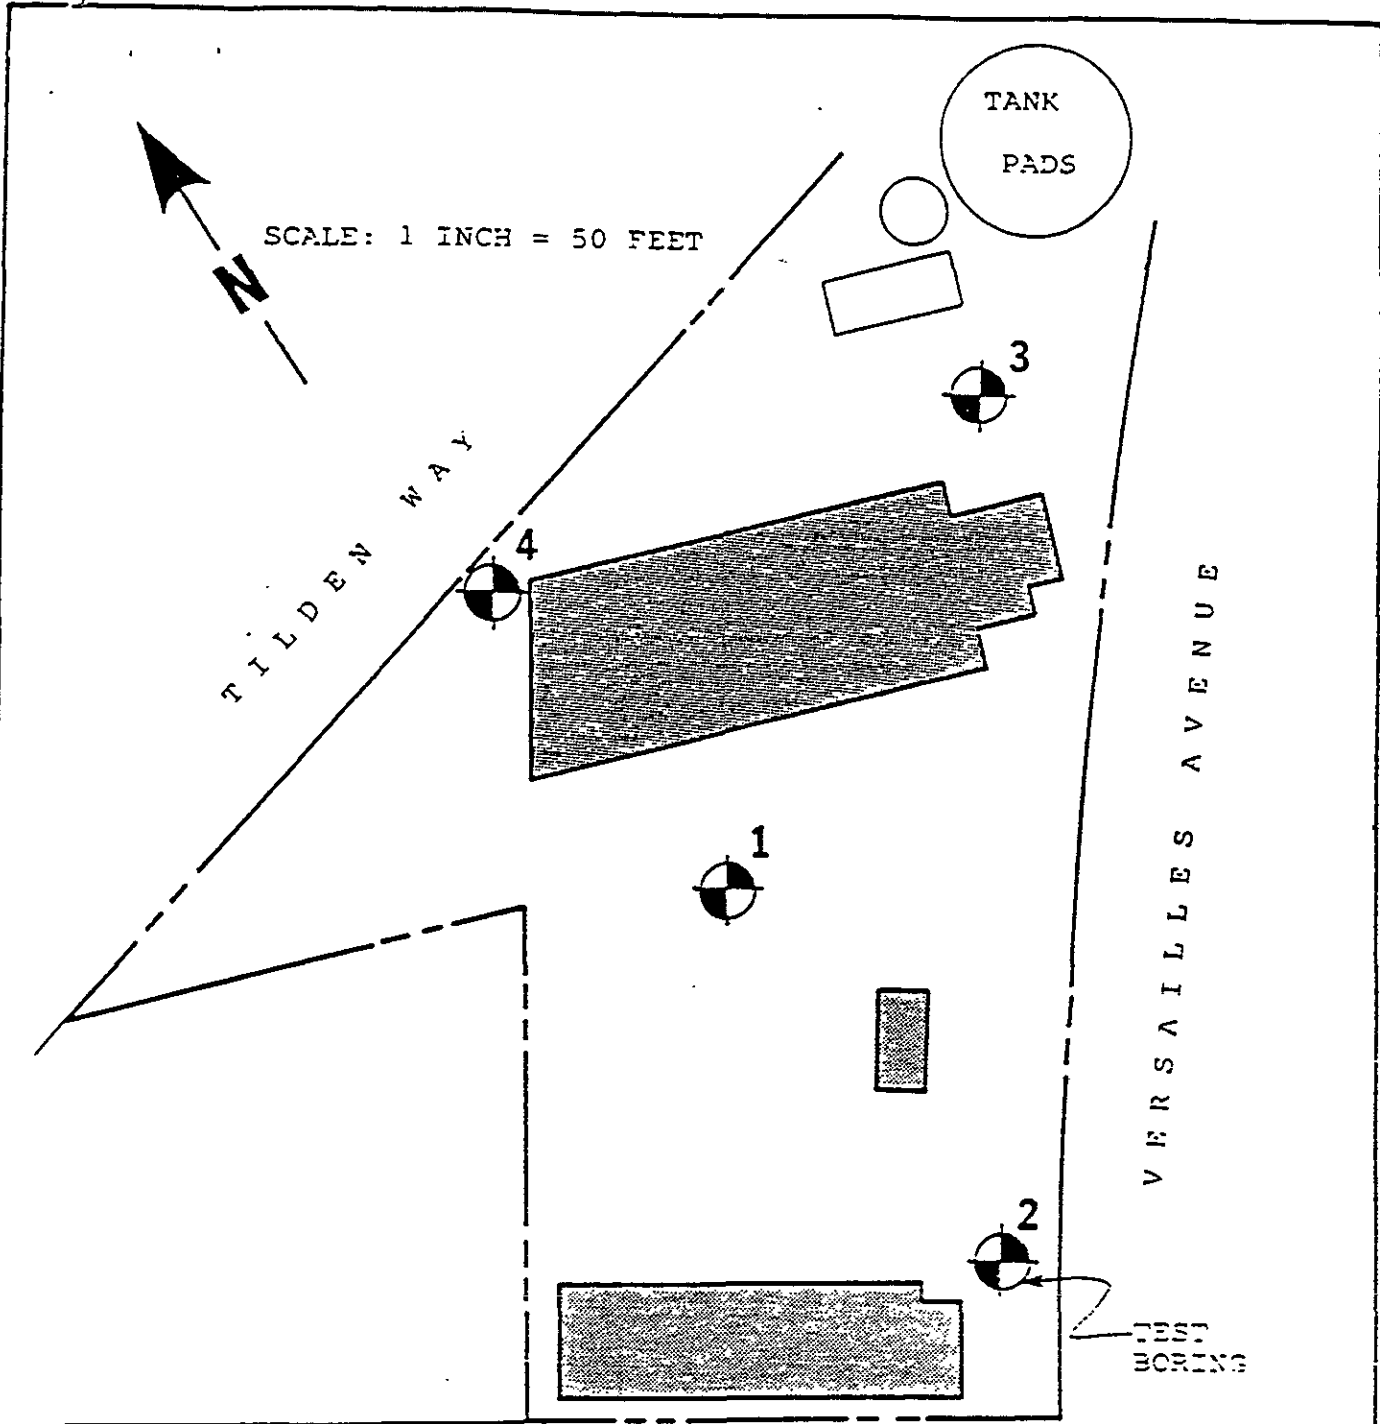 TANK
PADS
SCALE: 1 INCH = 50 FEET
N
3
TILDEN WAY
4
VERSAILLES AVENUE
1
2
TEST
BORING